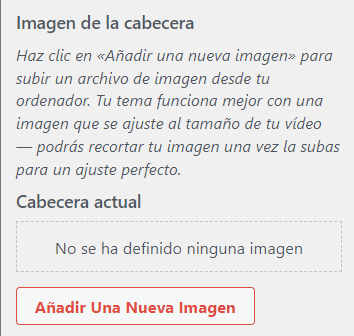 Imagen de la cabecera
Haz clic en «Añadir una nueva imagen» para
subir un archivo de imagen desde tu
ordenador. Tu tema funciona mejor con una
imagen que se ajuste al tamaño de tu vídeo
— podrás recortar tu imagen una vez la subas
para un ajuste perfecto.
Cabecera actual
No se ha definido ninguna imagen
Añadir Una Nueva Imagen